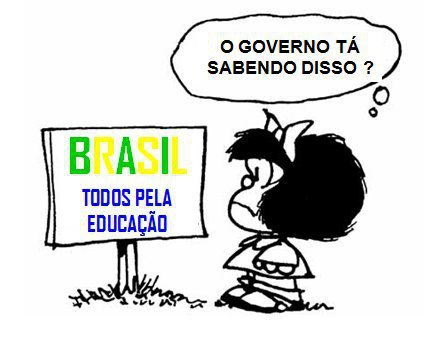 O GOVERNO TÁ
SABENDO DISSO ?
BRASIL
TODOS PELA
EDUCAÇÃO